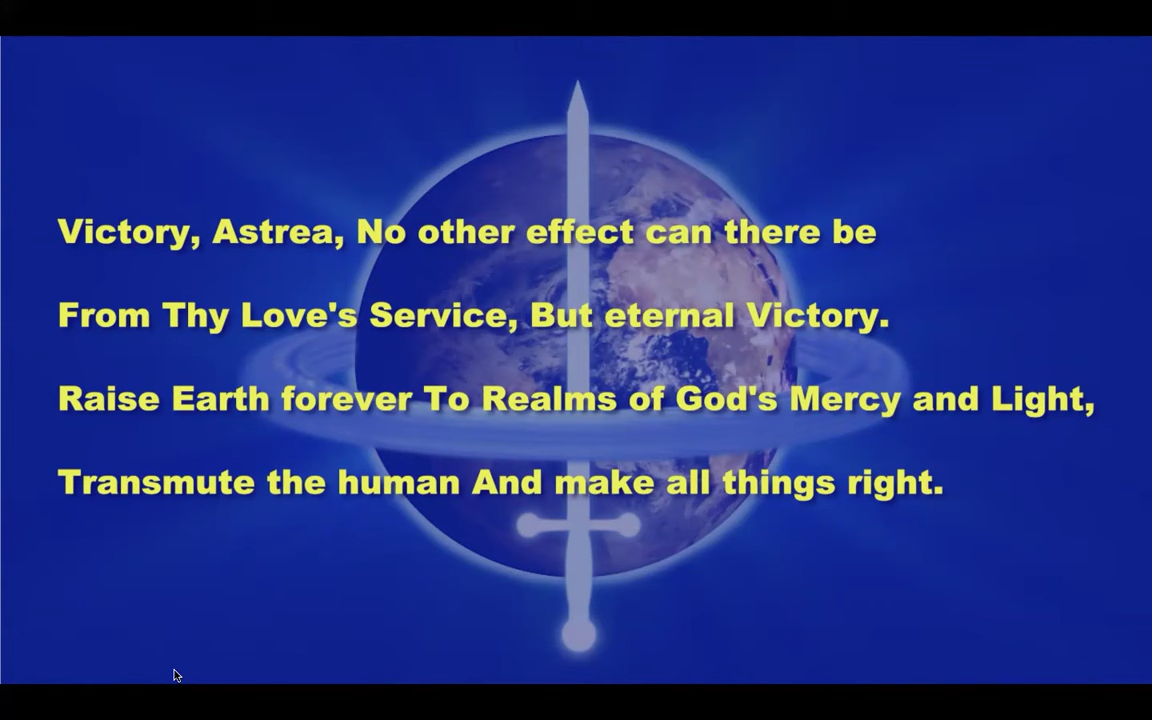 Victory, Astrea, No other effect can there be
From Thy Love's Service, But eternal Victory.
Raise Earth forever To Realms of God's Mercy and Light,
Transmute the human And make all things right.